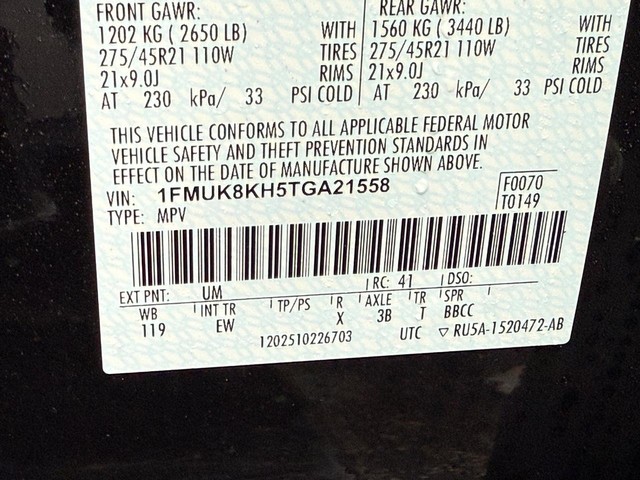 FRONT GAWR: REAR GAWR:
1202 KG ( 2650 LB) WITH 1560 KG ( 3440 LB) WITH
275/45R21 110W TIRES 275/45R21 110W TIRES
21x9.0J RIMS 21x9.0J RIMS
AT 230 kPa/ 33 PSI COLD AT 230 kPa/ 33 PSI COLD
THIS VEHICLE CONFORMS TO ALL APPLICABLE FEDERAL MOTOR
VEHICLE SAFETY AND THEFT PREVENTION STANDARDS IN
EFFECT ON THE DATE OF MANUFACTURE SHOWN ABOVE.
VIN: 1FMUK8KH5TGA21558 F0070
TYPE: MPV T0149
EXT PNT: UM RC: 41 DSO:
WB INT TR TP/PS R AXLE TR SPR
119 EW X 3B T BBCC
1202510226703 UTC ▽ RU5A-1520472-AB